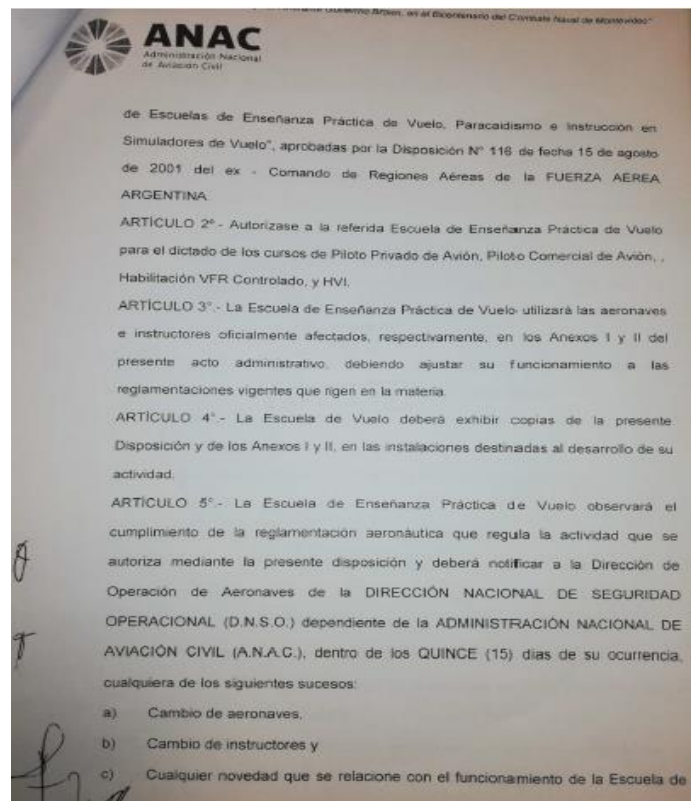 Guillermo Brown, en el Bicentenario del Combate Naval de Montevideo"
ANAC
Administración Nacional
de Aviación Civil
de Escuelas de Enseñanza Práctica de Vuelo, Paracaidismo e Instrucción en
Simuladores de Vuelo", aprobadas por la Disposición N° 116 de fecha 15 de agosto
de 2001 del ex - Comando de Regiones Aéreas de la FUERZA AEREA
ARGENTINA.
ARTÍCULO 2º - Autorízase a la referida Escuela de Enseñanza Práctica de Vuelo
para el dictado de los cursos de Piloto Privado de Avión, Piloto Comercial de Avión, ,
Habilitación VFR Controlado, y HVI.
ARTÍCULO 3°.- La Escuela de Enseñanza Práctica de Vuelo utilizará las aeronaves
e instructores oficialmente afectados, respectivamente, en los Anexos I y II del
presente acto administrativo, debiendo ajustar su funcionamiento a las
reglamentaciones vigentes que rigen en la materia.
ARTÍCULO 4°.- La Escuela de Vuelo deberá exhibir copias de la presente
Disposición y de los Anexos I y II, en las instalaciones destinadas al desarrollo de su
actividad.
ARTÍCULO 5°.- La Escuela de Enseñanza Práctica de Vuelo observará el
cumplimiento de la reglamentación aeronáutica que regula la actividad que se
autoriza mediante la presente disposición y deberá notificar a la Dirección de
Operación de Aeronaves de la DIRECCIÓN NACIONAL DE SEGURIDAD
OPERACIONAL (D.N.S.O.) dependiente de la ADMINISTRACIÓN NACIONAL DE
AVIACIÓN CIVIL (A.N.A.C.), dentro de los QUINCE (15) días de su ocurrencia,
cualquiera de los siguientes sucesos:
a) Cambio de aeronaves,
b) Cambio de instructores y
c) Cualquier novedad que se relacione con el funcionamiento de la Escuela de